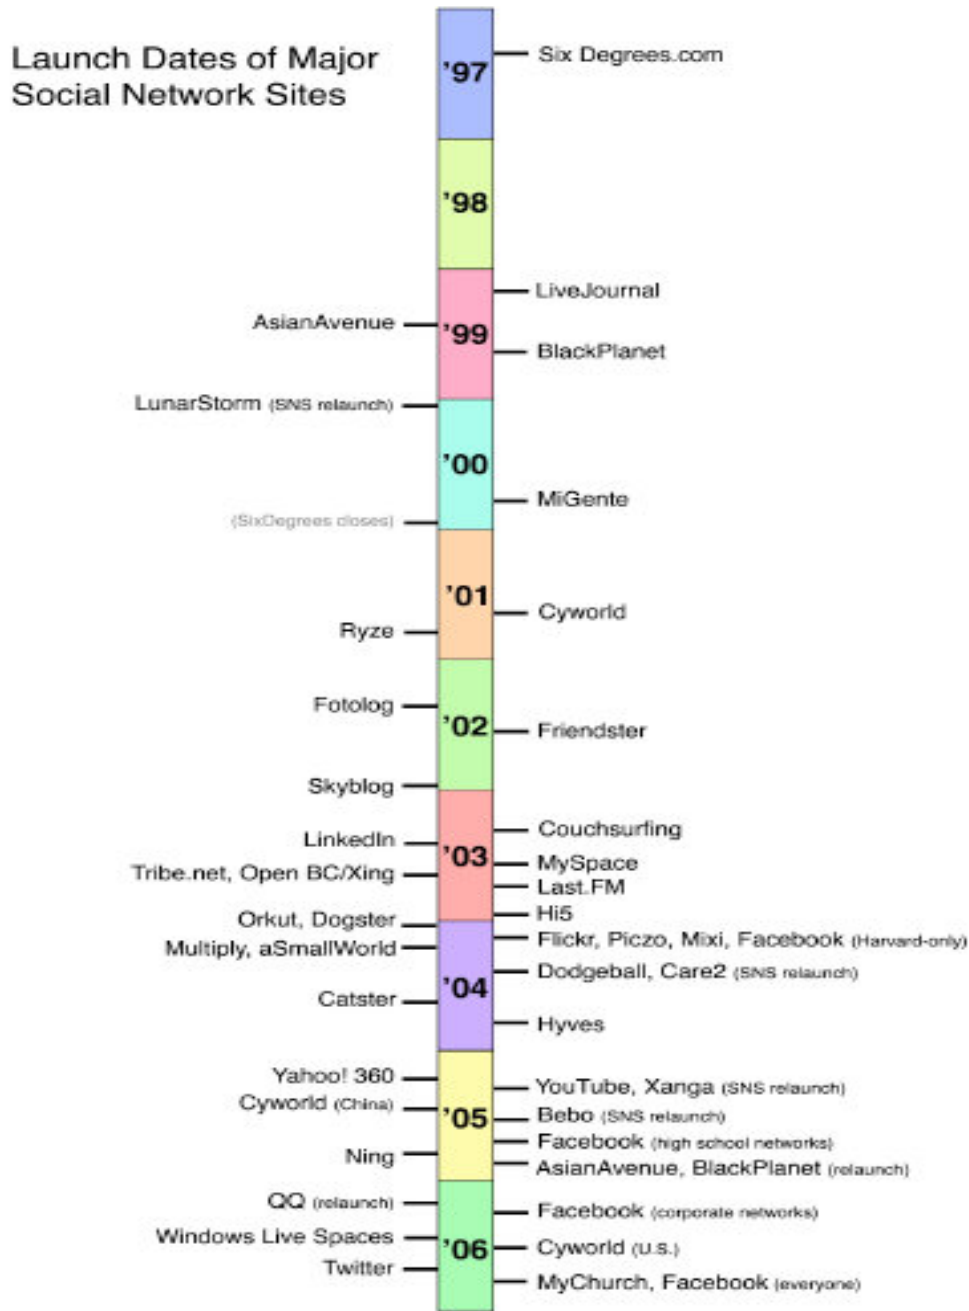 Launch Dates of Major
Social Network Sites
'97
Six Degrees.com
'98
LiveJournal
AsianAvenue
'99
BlackPlanet
LunarStorm (SNS relaunch)
'00
MiGente
(SixDegrees closes)
'01
Cyworld
Ryze
Fotolog
'02
Friendster
Skyblog
Couchsurfing
LinkedIn
'03
MySpace
Tribe.net, Open BC/Xing
Last.FM
Hi5
Orkut, Dogster
Flickr, Piczo, Mixi, Facebook (Harvard-only)
Multiply, aSmallWorld
Dodgeball, Care2 (SNS relaunch)
'04
Catster
Hyves
Yahoo! 360
YouTube, Xanga (SNS relaunch)
Cyworld (China)
'05
Bebo (SNS relaunch)
Facebook (high school networks)
Ning
AsianAvenue, BlackPlanet (relaunch)
QQ (relaunch)
Facebook (corporate networks)
Windows Live Spaces
'06
Cyworld (U.S.)
Twitter
MyChurch, Facebook (everyone)